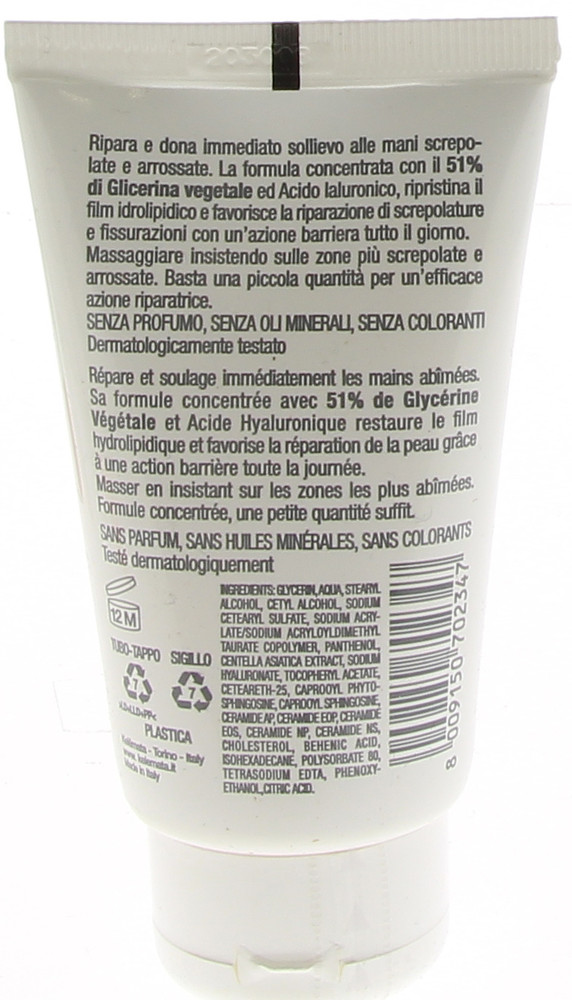 Ripara e dona immediato sollievo alle mani screpo-
late e arrossate. La formula concentrata con il 51%
di Glicerina vegetale ed Acido Ialuronico, ripristina il
film idrolipidico e favorisce la riparazione di screpolature
e fissurazioni con un'azione barriera tutto il giorno.
Massaggiare insistendo sulle zone più screpolate e
arrossate. Basta una piccola quantità per un'efficace
azione riparatrice.
SENZA PROFUMO, SENZA OLI MINERALI, SENZA COLORANTI
Dermatologicamente testato
Répare et soulage immédiatement les mains abîmées.
Sa formule concentrée avec 51% de Glycérine
Végétale et Acide Hyaluronique restaure le film
hydrolipidique et favorise la réparation de la peau grâce
à une action barrière toute la journée.
Masser en insistant sur les zones les plus abîmées.
Formule concentrée, une petite quantité suffit.
SANS PARFUM, SANS HUILES MINÉRALES, SANS COLORANTS
Testé dermatologiquement
12 M
TUBO-TAPPO SIGILLO
7 7
PLASTICA
Kelemata - Torino - Italy
www.kelemata.it
Made in Italy
INGREDIENTS: GLYCERIN, AQUA, STEARYL
ALCOHOL, CETYL ALCOHOL, SODIUM
CETEARYL SULFATE, SODIUM ACRY-
LATE/SODIUM ACRYLOYLDIMETHYL
TAURATE COPOLYMER, PANTHENOL,
CENTELLA ASIATICA EXTRACT, SODIUM
HYALURONATE, TOCOPHERYL ACETATE,
CETEARETH-25, CAPROOYL PHYTO-
SPHINGOSINE, CAPROOYL SPHINGOSINE,
CERAMIDE AP, CERAMIDE EOP, CERAMIDE
EOS, CERAMIDE NP, CERAMIDE NS,
CHOLESTEROL, BEHENIC ACID,
ISOHEXADECANE, POLYSORBATE 80,
TETRASODIUM EDTA, PHENOXY-
ETHANOL, CITRIC ACID.
8 009150 702347